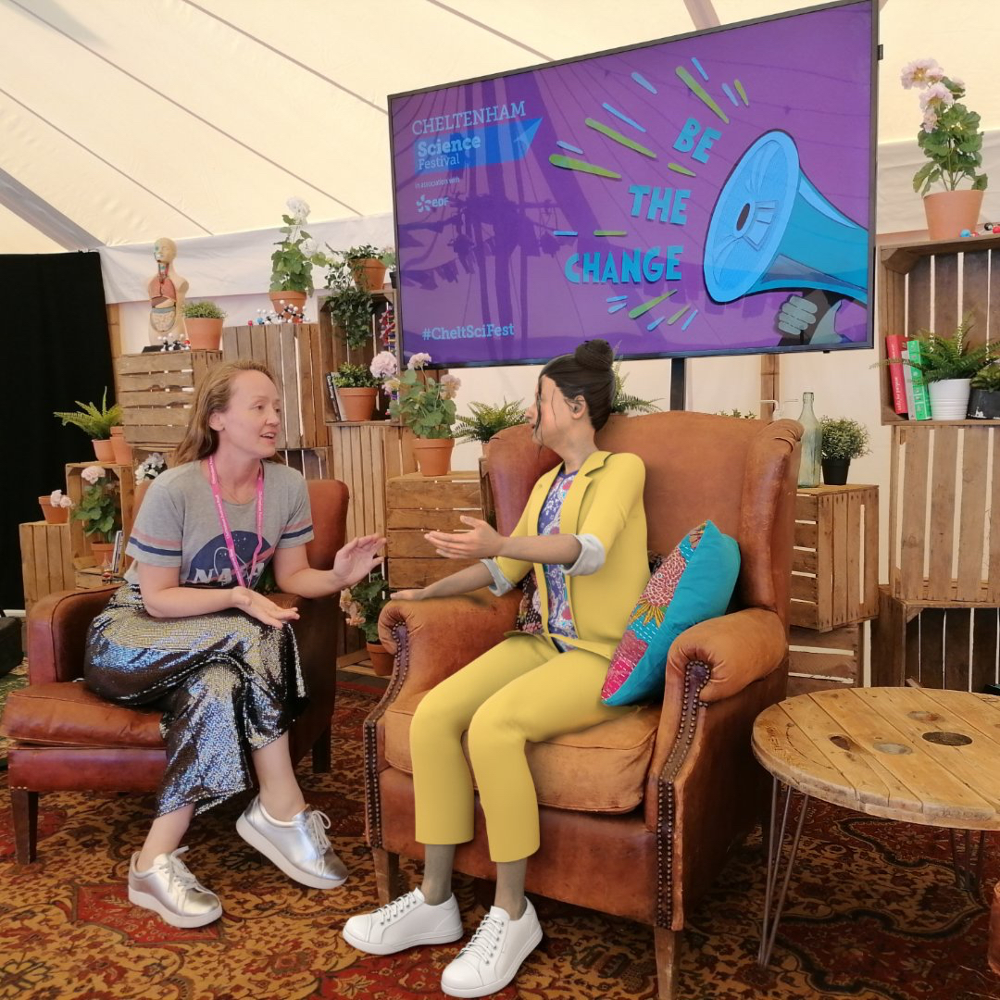 CHELTENHAM
Science
Festival
in association with
eDF
BE
THE
CHANGE
#CheltSciFest
NASA